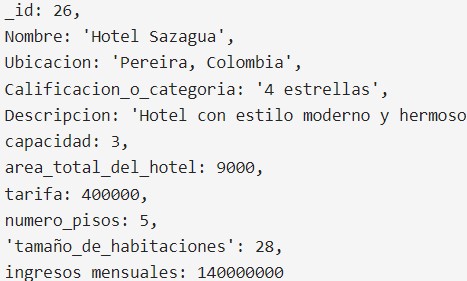 _id: 26,
Nombre: 'Hotel Sazagua',
Ubicacion: 'Pereira, Colombia',
Calificacion_o_categoria: '4 estrellas',
Descripcion: 'Hotel con estilo moderno y hermoso
capacidad: 3,
area_total_del_hotel: 9000,
tarifa: 400000,
numero_pisos: 5,
'tamaño_de_habitaciones': 28,
ingresos_mensuales: 140000000